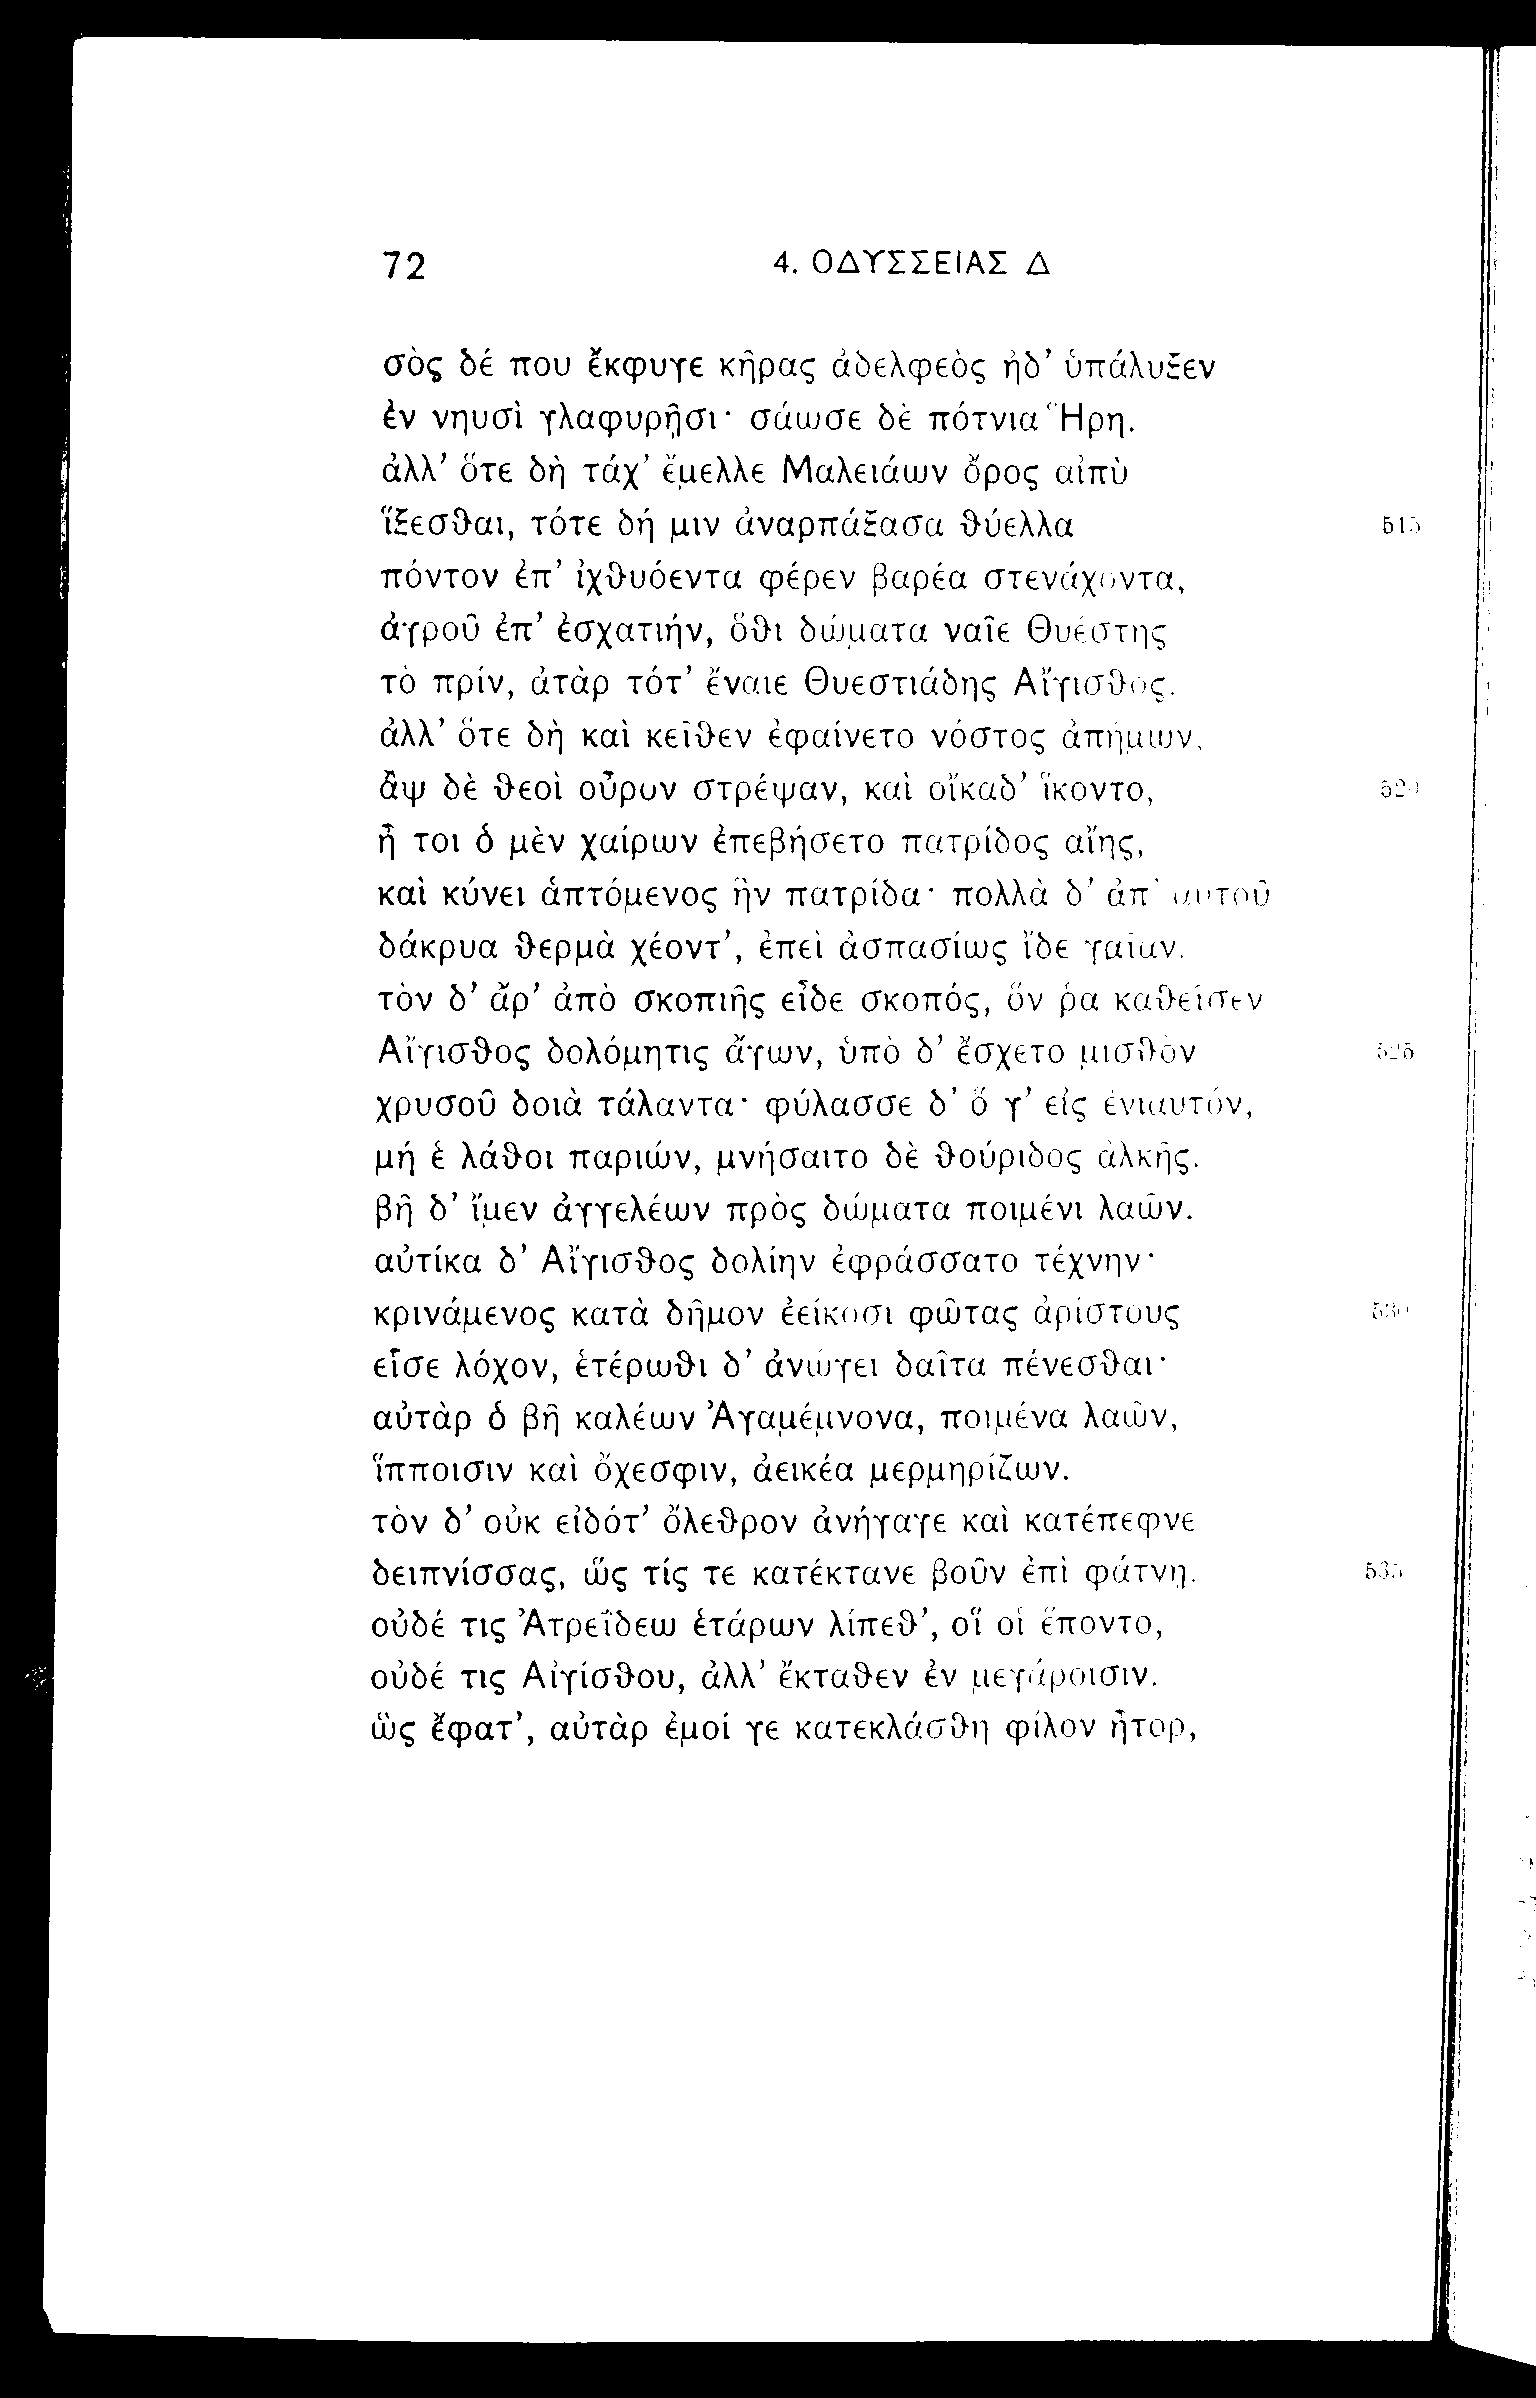 72 4. ΟΔΥΣΣΕΙΑΣ Δ
σὸς δέ που ἔκφυγε κῆρας ἀδελφεὸς ἠδ’ ὑπάλυξεν
ἐν νηυσὶ γλαφυρῇσι· σάωσε δὲ πότνια Ἥρη.
ἀλλ’ ὅτε δὴ τάχ’ ἔμελλε Μαλειάων ὄρος αἰπὺ
ἵξεσθαι, τότε δή μιν ἀναρπάξασα θύελλα 515
πόντον ἐπ’ ἰχθυόεντα φέρεν βαρέα στενάχοντα,
ἀγροῦ ἐπ’ ἐσχατιήν, ὅθι δώματα ναῖε Θυέστης
τὸ πρίν, ἀτὰρ τότ’ ἔναιε Θυεστιάδης Αἴγισθος.
ἀλλ’ ὅτε δὴ καὶ κεῖθεν ἐφαίνετο νόστος ἀπήμων,
ἂψ δὲ θεοὶ οὖρον στρέψαν, καὶ οἴκαδ’ ἵκοντο, 520
ἦ τοι ὁ μὲν χαίρων ἐπεβήσετο πατρίδος αἴης,
καὶ κύνει ἁπτόμενος ἣν πατρίδα· πολλὰ δ’ ἀπ’ αὐτοῦ
δάκρυα θερμὰ χέοντ’, ἐπεὶ ἀσπασίως ἴδε γαῖαν.
τὸν δ’ ἄρ’ ἀπὸ σκοπιῆς εἶδε σκοπός, ὅν ῥα καθεῖσεν
Αἴγισθος δολόμητις ἄγων, ὑπὸ δ’ ἔσχετο μισθὸν 525
χρυσοῦ δοιὰ τάλαντα· φύλασσε δ’ ὅ γ’ εἰς ἐνιαυτόν,
μή ἑ λάθοι παριών, μνήσαιτο δὲ θούριδος ἀλκῆς.
βῆ δ’ ἴμεν ἀγγελέων πρὸς δώματα ποιμένι λαῶν.
αὐτίκα δ’ Αἴγισθος δολίην ἐφράσσατο τέχνην·
κρινάμενος κατὰ δῆμον ἐείκοσι φῶτας ἀρίστους 530
εἷσε λόχον, ἑτέρωθι δ’ ἀνώγει δαῖτα πένεσθαι·
αὐτὰρ ὁ βῆ καλέων Ἀγαμέμνονα, ποιμένα λαῶν,
ἵπποισιν καὶ ὄχεσφιν, ἀεικέα μερμηρίζων.
τὸν δ’ οὐκ εἰδότ’ ὄλεθρον ἀνήγαγε καὶ κατέπεφνε
δειπνίσσας, ὥς τίς τε κατέκτανε βοῦν ἐπὶ φάτνῃ. 535
οὐδέ τις Ἀτρεΐδεω ἑτάρων λίπεθ’, οἵ οἱ ἕποντο,
οὐδέ τις Αἰγίσθου, ἀλλ’ ἔκταθεν ἐν μεγάροισιν.
ὣς ἔφατ’, αὐτὰρ ἐμοί γε κατεκλάσθη φίλον ἦτορ,